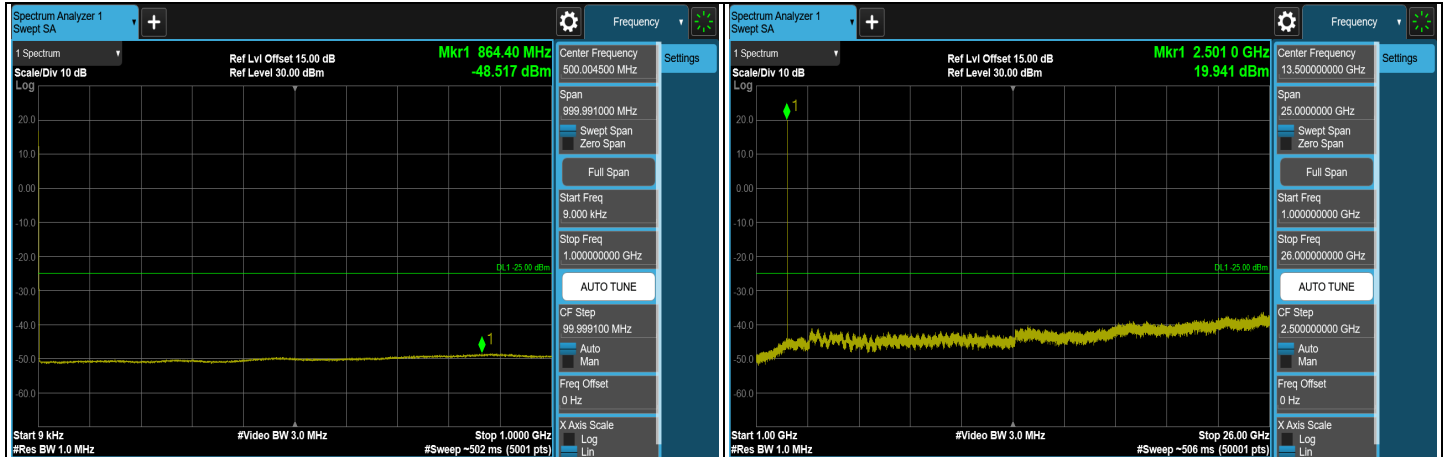 Spectrum Analyzer 1
Swept SA
+
Frequency
1 Spectrum
Scale/Div 10 dB
Log
Ref Lvl Offset 15.00 dB
Ref Level 30.00 dBm
Mkr1 864.40 MHz
-48.517 dBm
20.0
10.0
0.00
-10.0
-20.0
-30.0
-40.0
-50.0
-60.0
DL1 -25.00 dBm
1
Start 9 kHz
#Res BW 1.0 MHz
#Video BW 3.0 MHz
Stop 1.0000 GHz
#Sweep ~502 ms (5001 pts)
Center Frequency
500.004500 MHz
Settings
Span
999.991000 MHz
Swept Span
Zero Span
Full Span
Start Freq
9.000 kHz
Stop Freq
1.000000000 GHz
AUTO TUNE
CF Step
99.999100 MHz
Auto
Man
Freq Offset
0 Hz
X Axis Scale
Log
Lin
Spectrum Analyzer 1
Swept SA
+
Frequency
1 Spectrum
Scale/Div 10 dB
Log
Ref Lvl Offset 15.00 dB
Ref Level 30.00 dBm
Mkr1 2.501 0 GHz
19.941 dBm
20.0
10.0
0.00
-10.0
-20.0
-30.0
-40.0
-50.0
-60.0
DL1 -25.00 dBm
1
Start 1.00 GHz
#Res BW 1.0 MHz
#Video BW 3.0 MHz
Stop 26.00 GHz
#Sweep ~506 ms (50001 pts)
Center Frequency
13.500000000 GHz
Settings
Span
25.0000000 GHz
Swept Span
Zero Span
Full Span
Start Freq
1.000000000 GHz
Stop Freq
26.000000000 GHz
AUTO TUNE
CF Step
2.500000000 GHz
Auto
Man
Freq Offset
0 Hz
X Axis Scale
Log
Lin